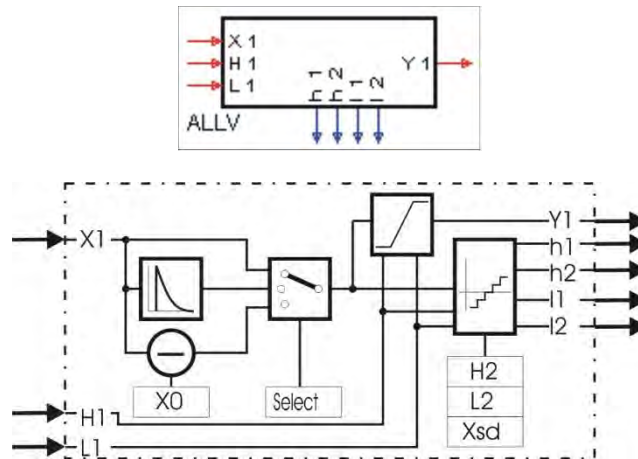 X 1
H 1
L 1
Y 1
h 1
h 2
l 1
l 2
ALLV
X1
Y1
h1
h2
l1
l2
X0
Select
H2
L2
Xsd
H1
L1